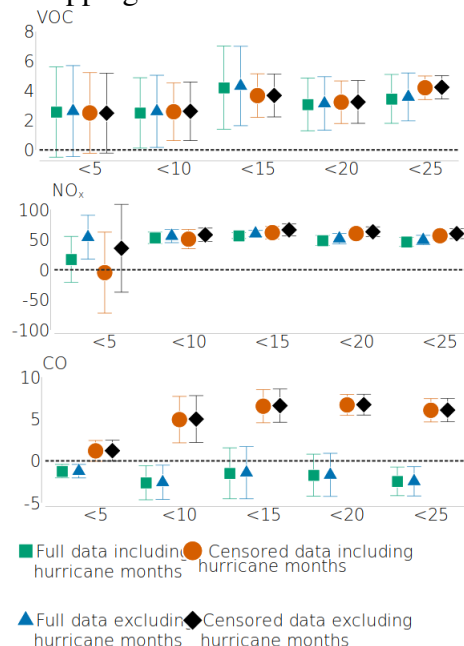 VOC
8
6
4
2
0
<5 <10 <15 <20 <25
NOₓ
100
50
0
-50
-100
<5 <10 <15 <20 <25
CO
10
5
0
-5
<5 <10 <15 <20 <25
Full data including Censored data including
hurricane months hurricane months
Full data excluding Censored data excluding
hurricane months hurricane months